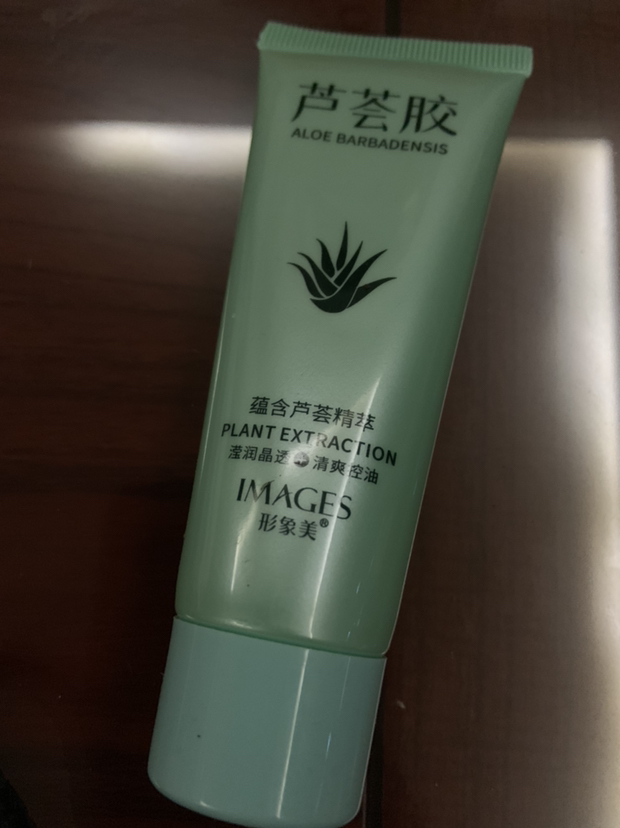 芦荟胶
ALOE BARBADENSIS
蕴含芦荟精萃
PLANT EXTRACTION
滢润晶透 清爽控油
IMAGES
形象美®